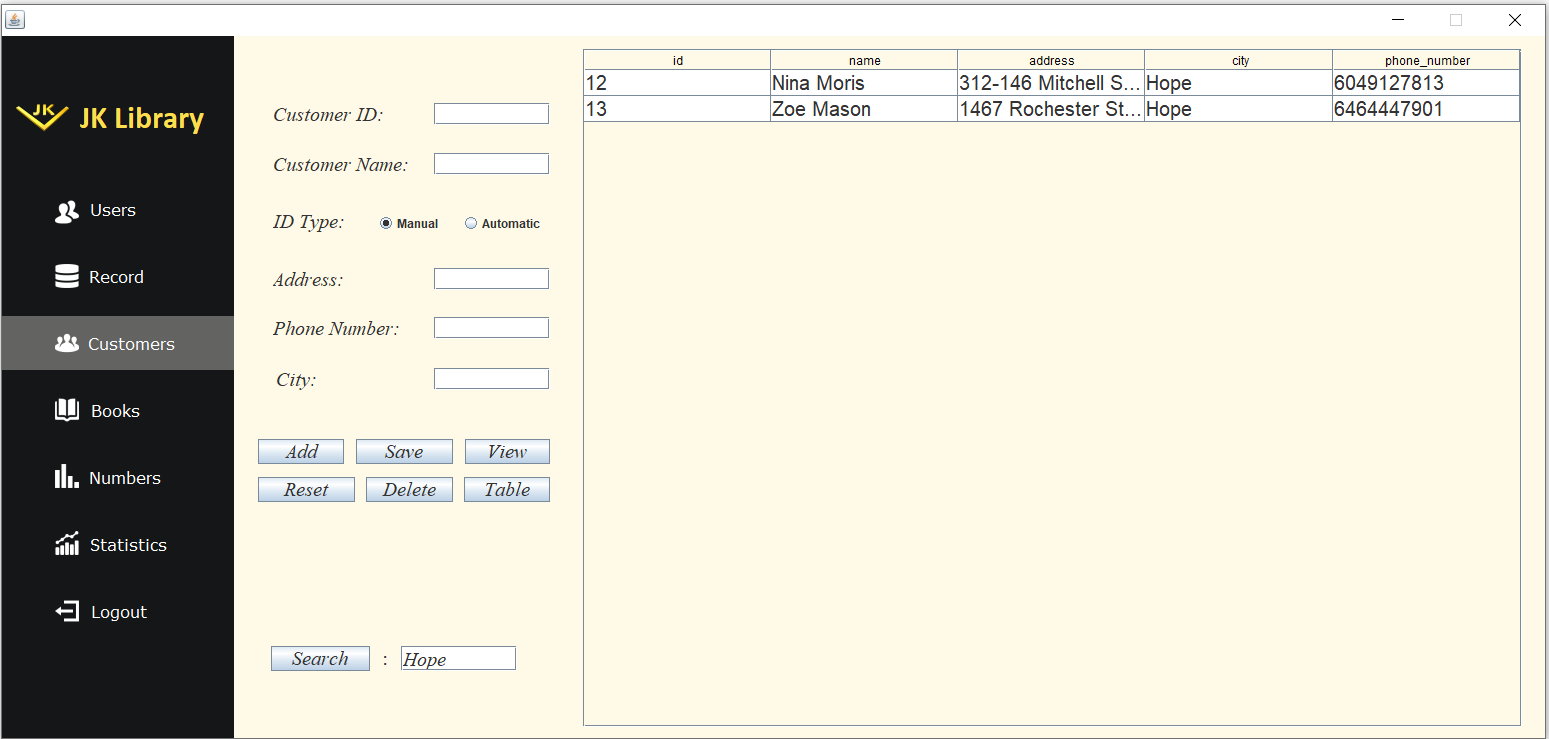 JK
JK Library
Users
Record
Customers
Books
Numbers
Statistics
Logout
Customer ID:
Customer Name:
ID Type: Manual Automatic
Address:
Phone Number:
City:
Add Save View
Reset Delete Table
Search : Hope
id name address city phone_number
12 Nina Moris 312-146 Mitchell S... Hope 6049127813
13 Zoe Mason 1467 Rochester St... Hope 6464447901